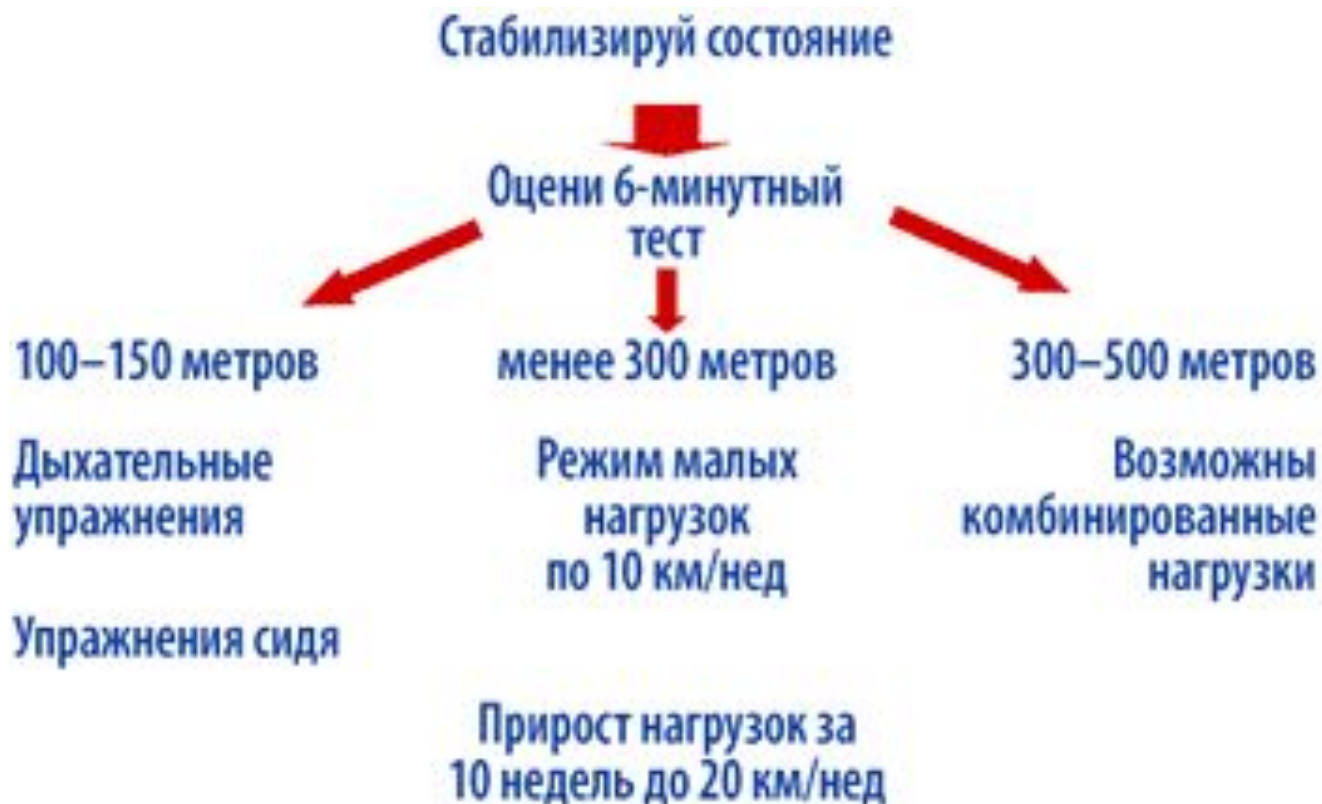 Стабилизируй состояние
Оцени 6-минутный
тест
100–150 метров
менее 300 метров
300–500 метров
Дыхательные
упражнения
Упражнения сидя
Режим малых
нагрузок
по 10 км/нед
Прирост нагрузок за
10 недель до 20 км/нед
Возможны
комбинированные
нагрузки